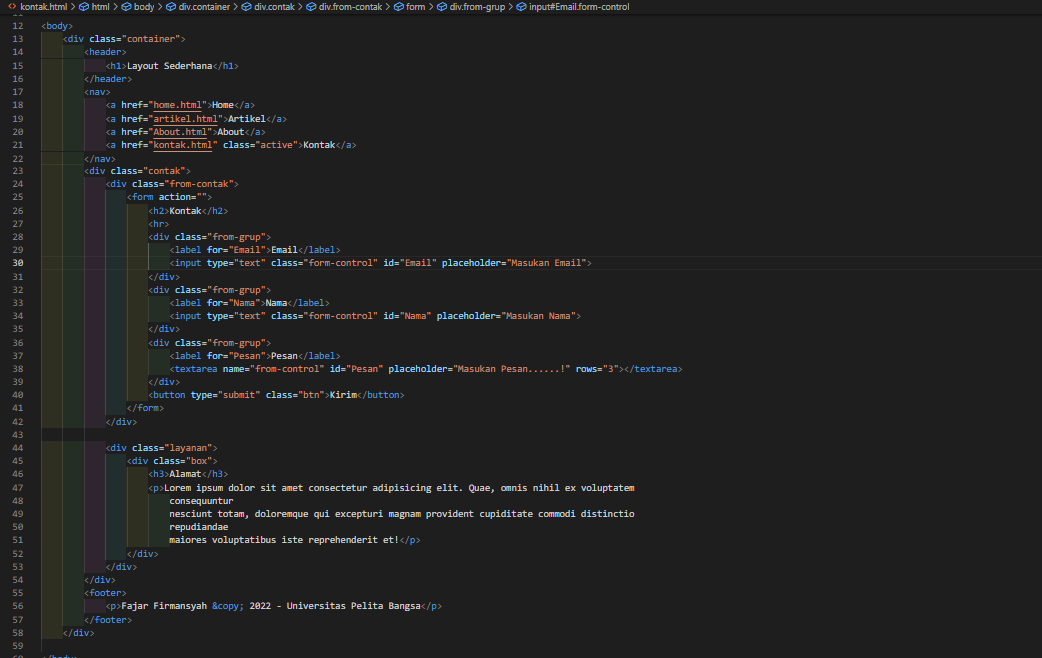 kontak.html > html > body > div.container > div.contak > div.from-contak > form > div.from-grup > input#Email.form-control
12 <body>
13 <div class="container">
14 <header>
15 <h1>Layout Sederhana</h1>
16 </header>
17 <nav>
18 <a href="home.html">Home</a>
19 <a href="artikel.html">Artikel</a>
20 <a href="About.html">About</a>
21 <a href="kontak.html" class="active">Kontak</a>
22 </nav>
23 <div class="contak">
24 <div class="from-contak">
25 <form action="">
26 <h2>Kontak</h2>
27 <hr>
28 <div class="from-grup">
29 <label for="Email">Email</label>
30 <input type="text" class="form-control" id="Email" placeholder="Masukan Email">
31 </div>
32 <div class="from-grup">
33 <label for="Nama">Nama</label>
34 <input type="text" class="form-control" id="Nama" placeholder="Masukan Nama">
35 </div>
36 <div class="from-grup">
37 <label for="Pesan">Pesan</label>
38 <textarea name="from-control" id="Pesan" placeholder="Masukan Pesan......!" rows="3"></textarea>
39 </div>
40 <button type="submit" class="btn">Kirim</button>
41 </form>
42 </div>
43
44 <div class="layanan">
45 <div class="box">
46 <h3>Alamat</h3>
47 <p>Lorem ipsum dolor sit amet consectetur adipisicing elit. Quae, omnis nihil ex voluptatem
48 consequuntur
49 nesciunt totam, doloremque qui excepturi magnam provident cupiditate commodi distinctio
50 repudiandae
51 maiores voluptatibus iste reprehenderit et!</p>
52 </div>
53 </div>
54 </div>
55 <footer>
56 <p>Fajar Firmansyah &copy; 2022 - Universitas Pelita Bangsa</p>
57 </footer>
58 </div>
59